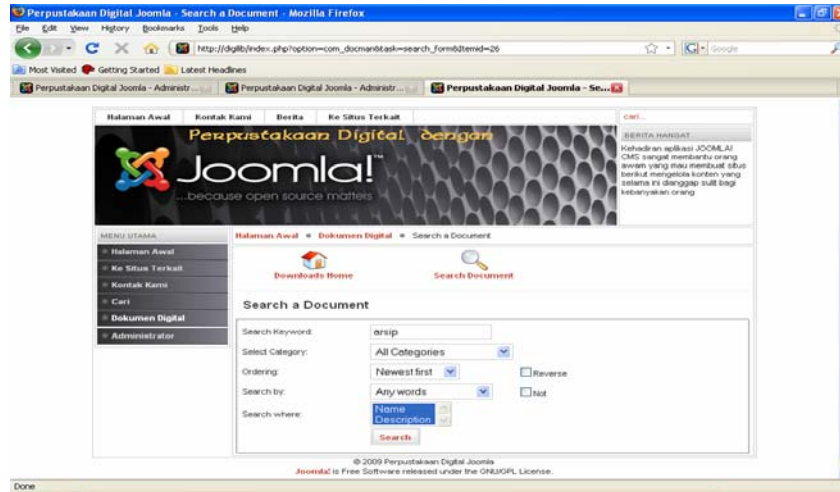 Perpustakaan Digital Joomla - Search a Document - Mozilla Firefox
File Edit View History Bookmarks Tools Help
http://digilib/index.php?option=com_docman&task=search_form&Itemid=26
Google
Most Visited Getting Started Latest Headlines
Perpustakaan Digital Joomla - Administr... Perpustakaan Digital Joomla - Administr... Perpustakaan Digital Joomla - Se...
Halaman Awal Kontak Kami Berita Ke Situs Terkait
cari...
Perpustakaan Digital dengan
Joomla!™
...because open source matters
BERITA HANGAT
Kehadiran aplikasi JOOMLA!
CMS sangat membantu orang
awam yang mau membuat situs
berikut mengelola konten yang
selama ini dianggap sulit bagi
kebanyakan orang
MENU UTAMA
Halaman Awal
Ke Situs Terkait
Kontak Kami
Cari
Dokumen Digital
Administrator
Halaman Awal Dokumen Digital Search a Document
Downloads Home Search Document
Search a Document
Search Keyword: arsip
Select Category: All Categories
Ordering: Newest first Reverse
Search by: Any words Not
Search where: Name
Description
Search
© 2009 Perpustakaan Digital Joomla
Joomla! is Free Software released under the GNU/GPL License.
Done